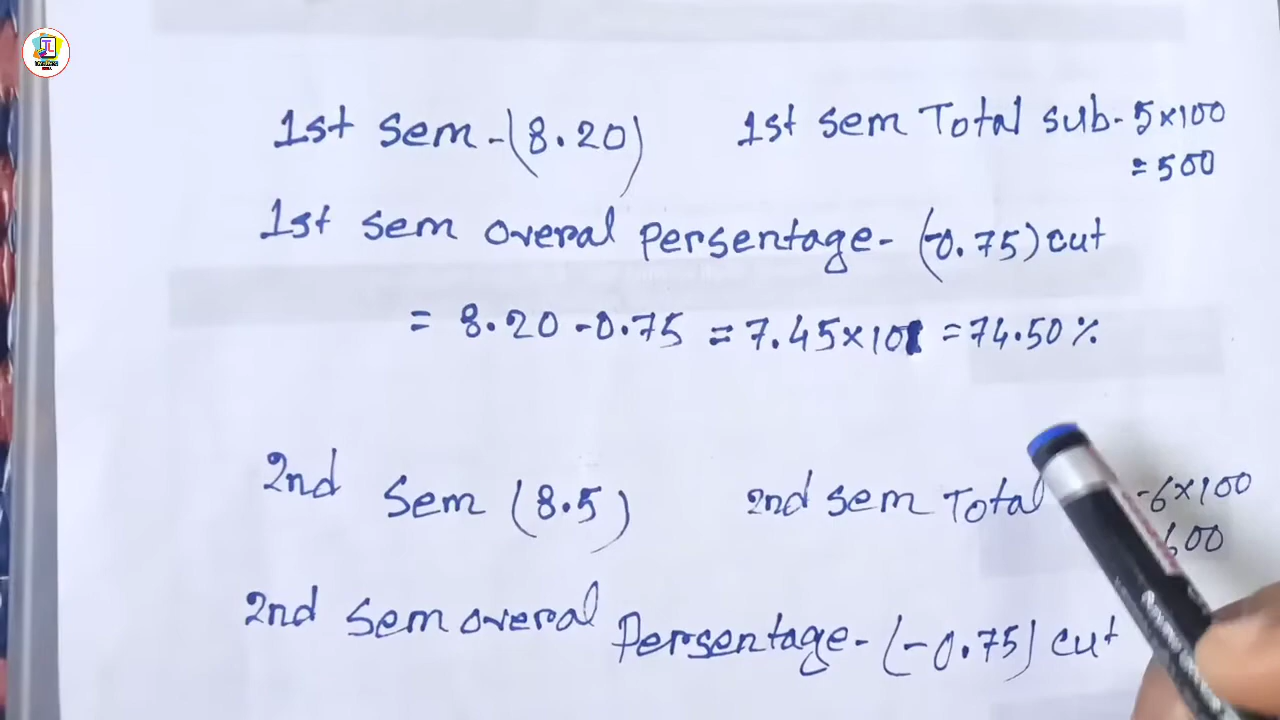 1st sem - (8.20)
1st sem Total sub - 5×100
= 500
1st sem overal persentage - (-0.75) cut
= 8.20 - 0.75 = 7.45×10 = 74.50%
2nd Sem (8.5)
2nd sem Total - 6×100
600
2nd Sem overal Persentage - (-0.75) cut